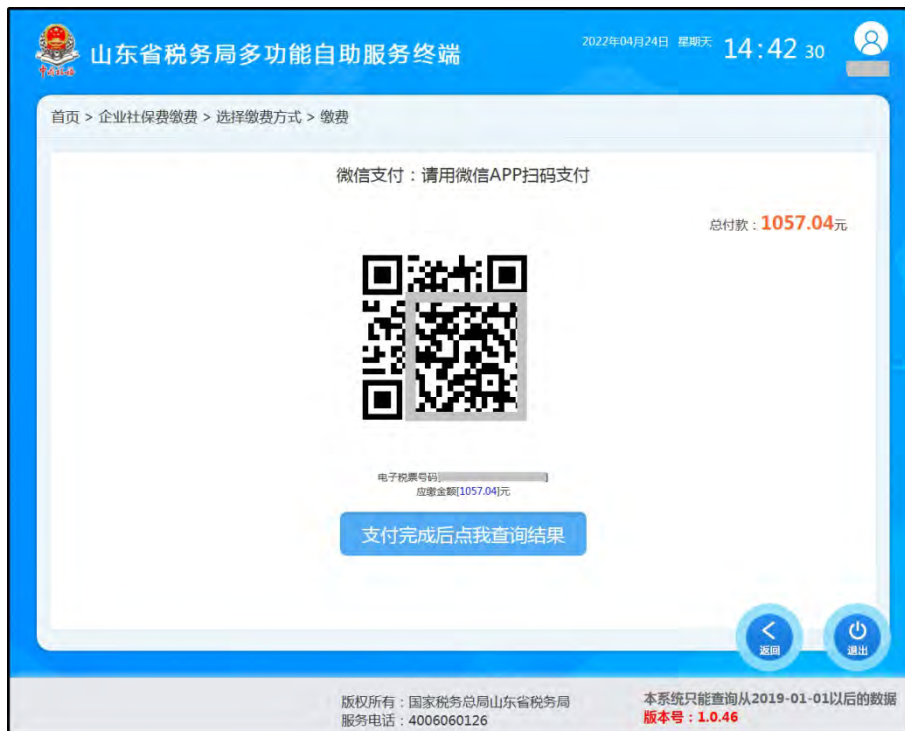 山东省税务局多功能自助服务终端
2022年04月24日 星期天 14:42 30
中国税务
首页 > 企业社保费缴费 > 选择缴费方式 > 缴费
微信支付：请用微信APP扫码支付
总付款：1057.04元
电子税票号码[ ]
应缴金额[1057.04]元
支付完成后点我查询结果
返回
退出
版权所有：国家税务总局山东省税务局
服务电话：4006060126
本系统只能查询从2019-01-01以后的数据
版本号：1.0.46